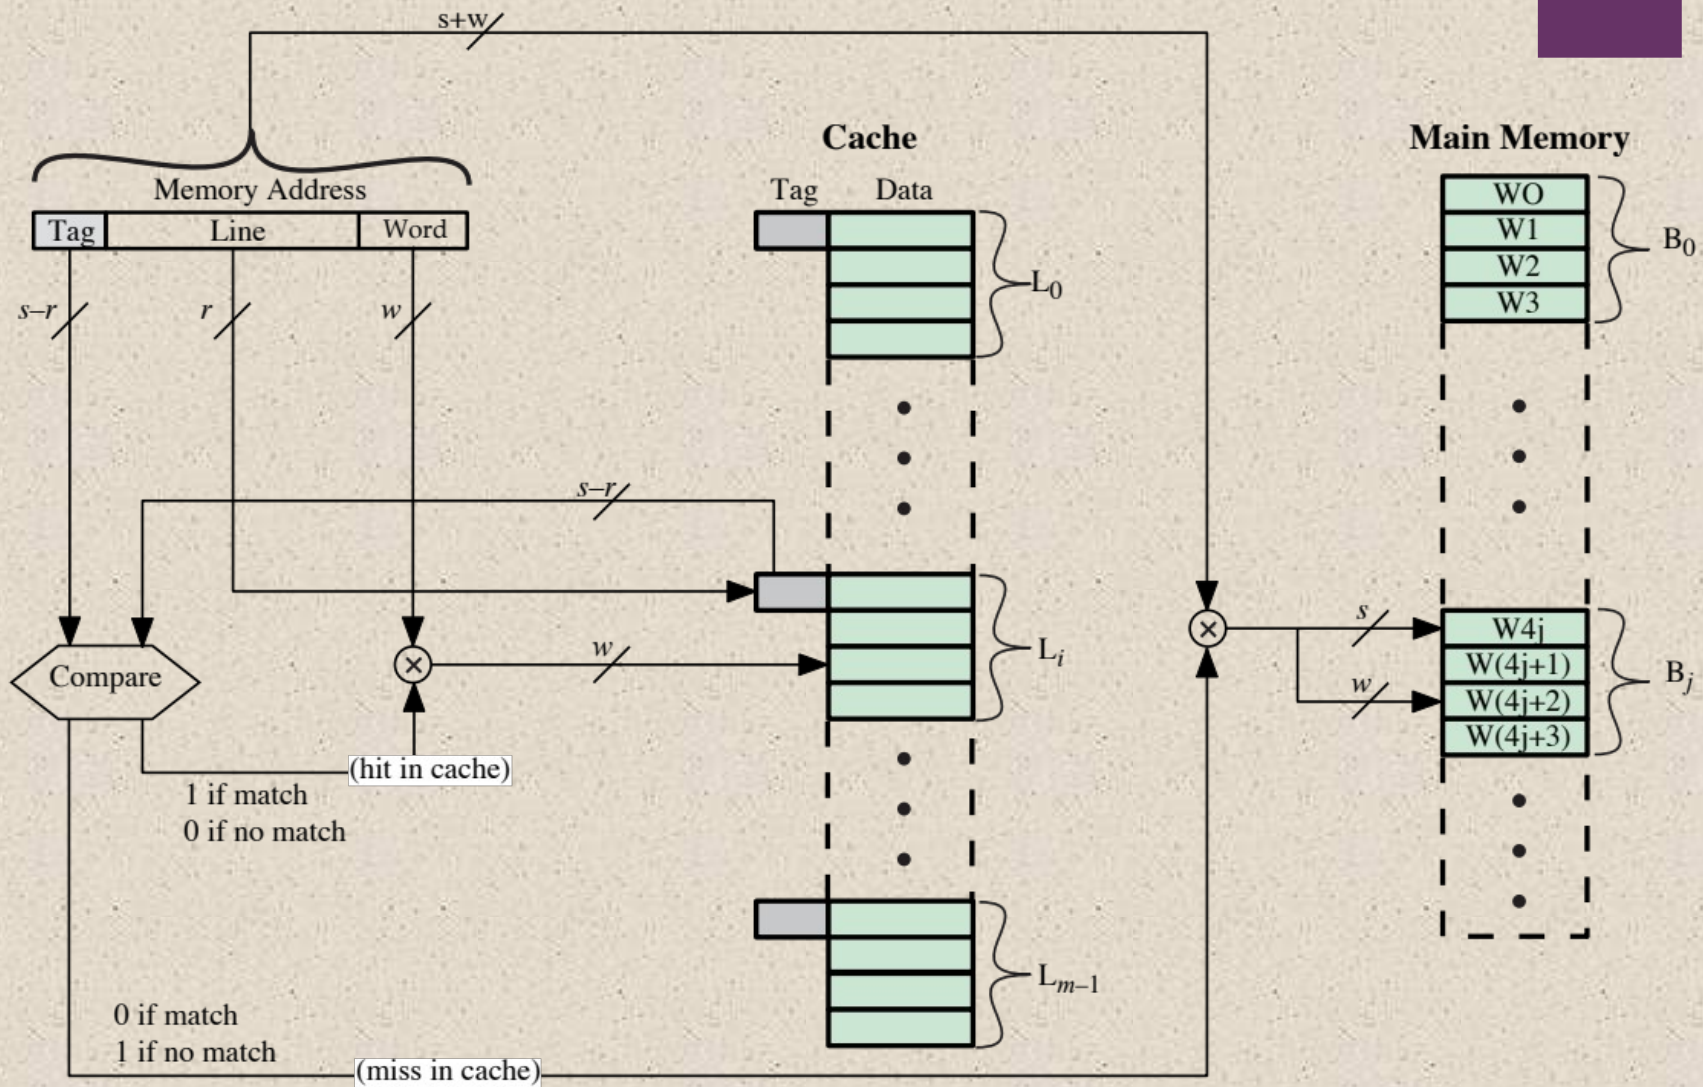 s+w
Cache
Main Memory
Memory Address
Tag Data
Tag Line Word
WO
W1
W2
W3
B0
L0
s–r
r
w
s–r
s
w
w
Compare
Li
W4j
W(4j+1)
W(4j+2)
W(4j+3)
Bj
(hit in cache)
1 if match
0 if no match
Lm–1
0 if match
1 if no match
(miss in cache)